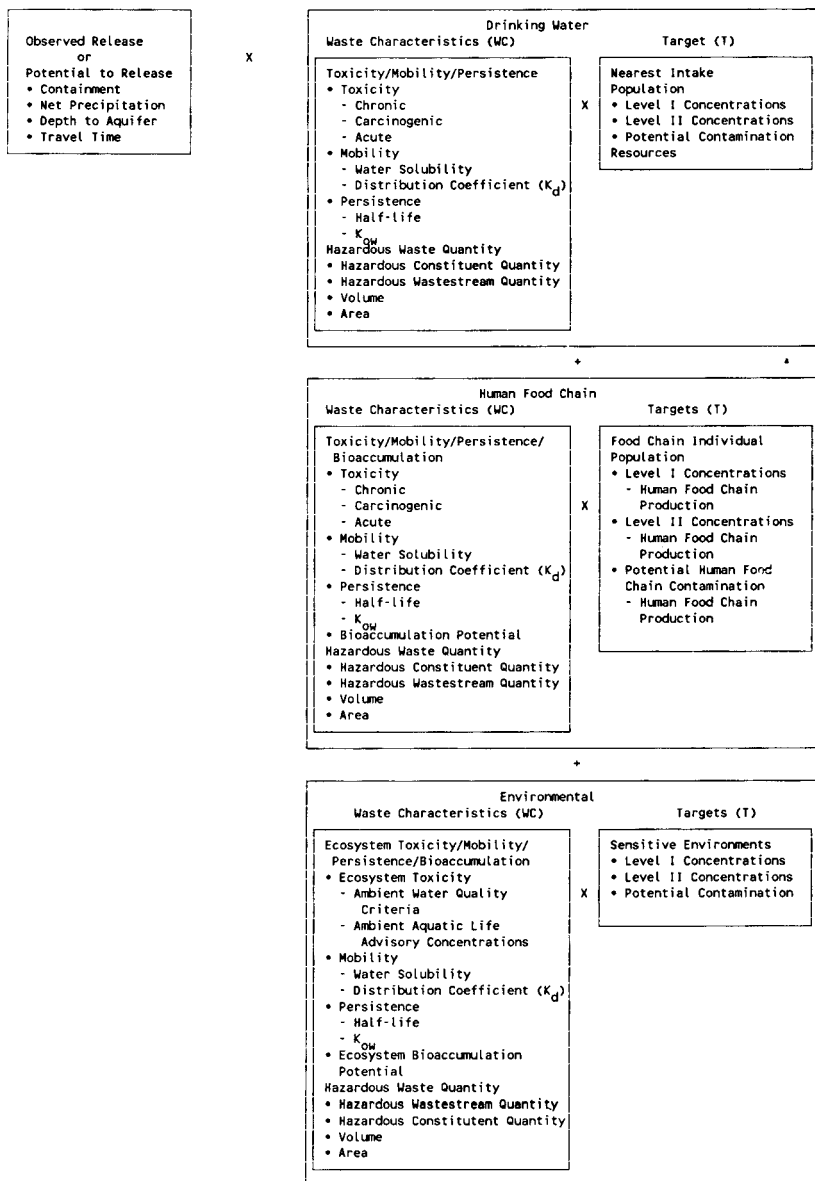 Observed Release
or
Potential to Release
• Containment
• Net Precipitation
• Depth to Aquifer
• Travel Time
X
Drinking Water
Waste Characteristics (WC)
Toxicity/Mobility/Persistence
• Toxicity
- Chronic
- Carcinogenic
- Acute
• Mobility
- Water Solubility
- Distribution Coefficient (Kd)
• Persistence
- Half-life
- Kow
Hazardous Waste Quantity
• Hazardous Constituent Quantity
• Hazardous Wastestream Quantity
• Volume
• Area
X
Target (T)
Nearest Intake
Population
• Level I Concentrations
• Level II Concentrations
• Potential Contamination
Resources
+
Human Food Chain
Waste Characteristics (WC)
Toxicity/Mobility/Persistence/
Bioaccumulation
• Toxicity
- Chronic
- Carcinogenic
- Acute
• Mobility
- Water Solubility
- Distribution Coefficient (Kd)
• Persistence
- Half-life
- Kow
• Bioaccumulation Potential
Hazardous Waste Quantity
• Hazardous Constituent Quantity
• Hazardous Wastestream Quantity
• Volume
• Area
X
Targets (T)
Food Chain Individual
Population
• Level I Concentrations
- Human Food Chain
Production
• Level II Concentrations
- Human Food Chain
Production
• Potential Human Food
Chain Contamination
- Human Food Chain
Production
+
Environmental
Waste Characteristics (WC)
Ecosystem Toxicity/Mobility/
Persistence/Bioaccumulation
• Ecosystem Toxicity
- Ambient Water Quality
Criteria
- Ambient Aquatic Life
Advisory Concentrations
• Mobility
- Water Solubility
- Distribution Coefficient (Kd)
• Persistence
- Half-life
- Kow
• Ecosystem Bioaccumulation
Potential
Hazardous Waste Quantity
• Hazardous Wastestream Quantity
• Hazardous Constitutent Quantity
• Volume
• Area
X
Targets (T)
Sensitive Environments
• Level I Concentrations
• Level II Concentrations
• Potential Contamination